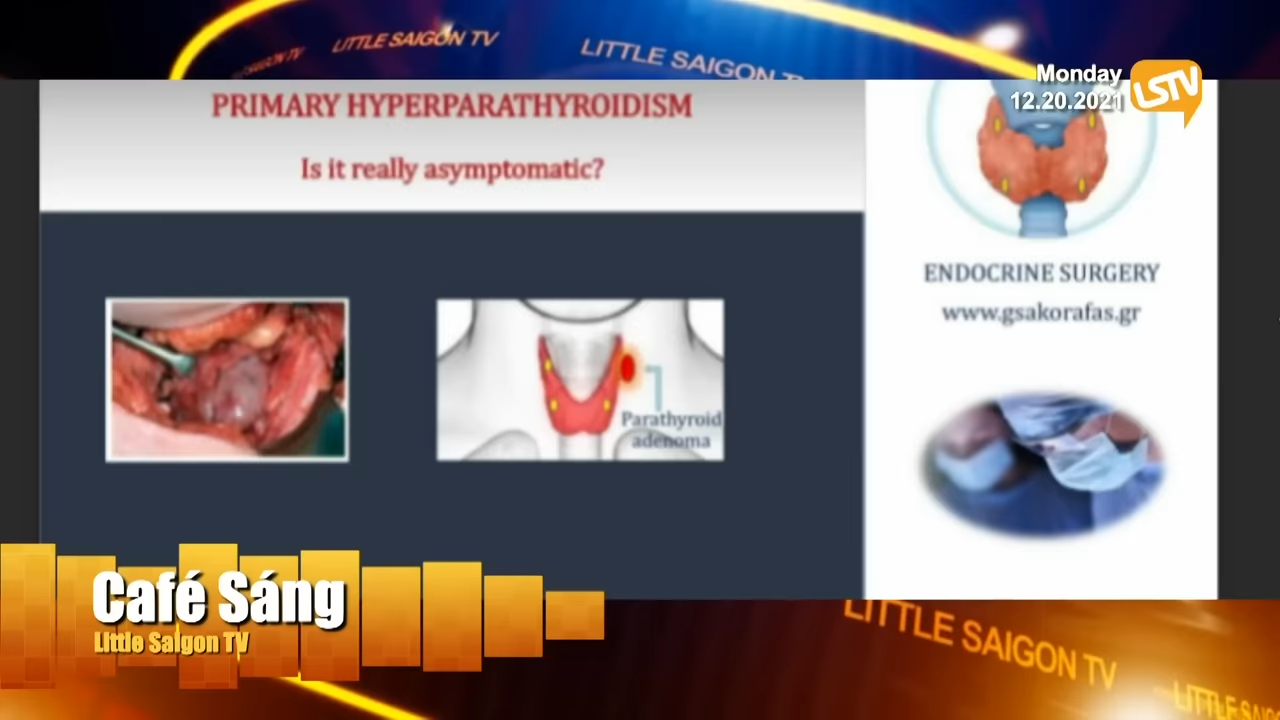 LITTLE SAIGON TV
LITTLE SAIGON TV
Monday
12.20.2021
LSTV
PRIMARY HYPERPARATHYROIDISM
Is it really asymptomatic?
Parathyroid
adenoma
ENDOCRINE SURGERY
www.gsakorafas.gr
Café Sáng
Little Saigon TV
LITTLE SAIGON TV
LITTLE